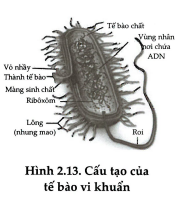 Tế bào chất
Vùng nhân
nơi chứa
ADN
Vỏ nhầy
Thành tế bào
Màng sinh chất
Ribôxôm
Lông
(nhung mao)
Roi
Hình 2.13. Cấu tạo của
tế bào vi khuẩn